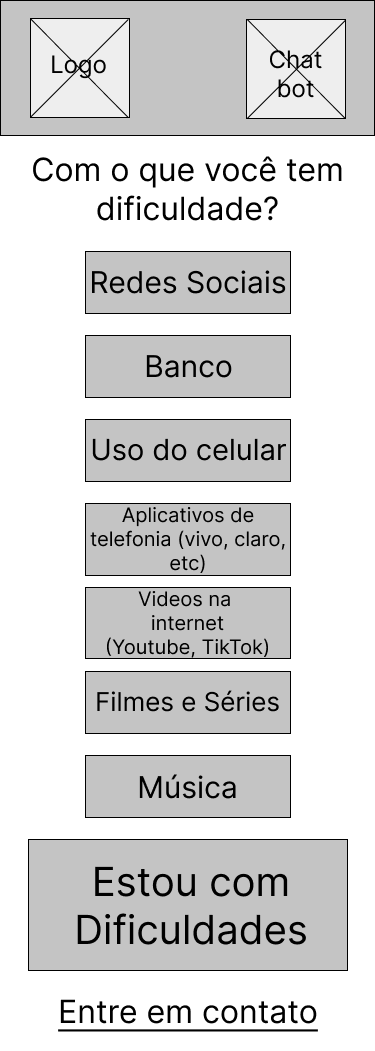 Logo
Chat
bot
Com o que você tem
dificuldade?
Redes Sociais
Banco
Uso do celular
Aplicativos de
telefonia (vivo, claro,
etc)
Videos na
internet
(Youtube, TikTok)
Filmes e Séries
Música
Estou com
Dificuldades
Entre em contato